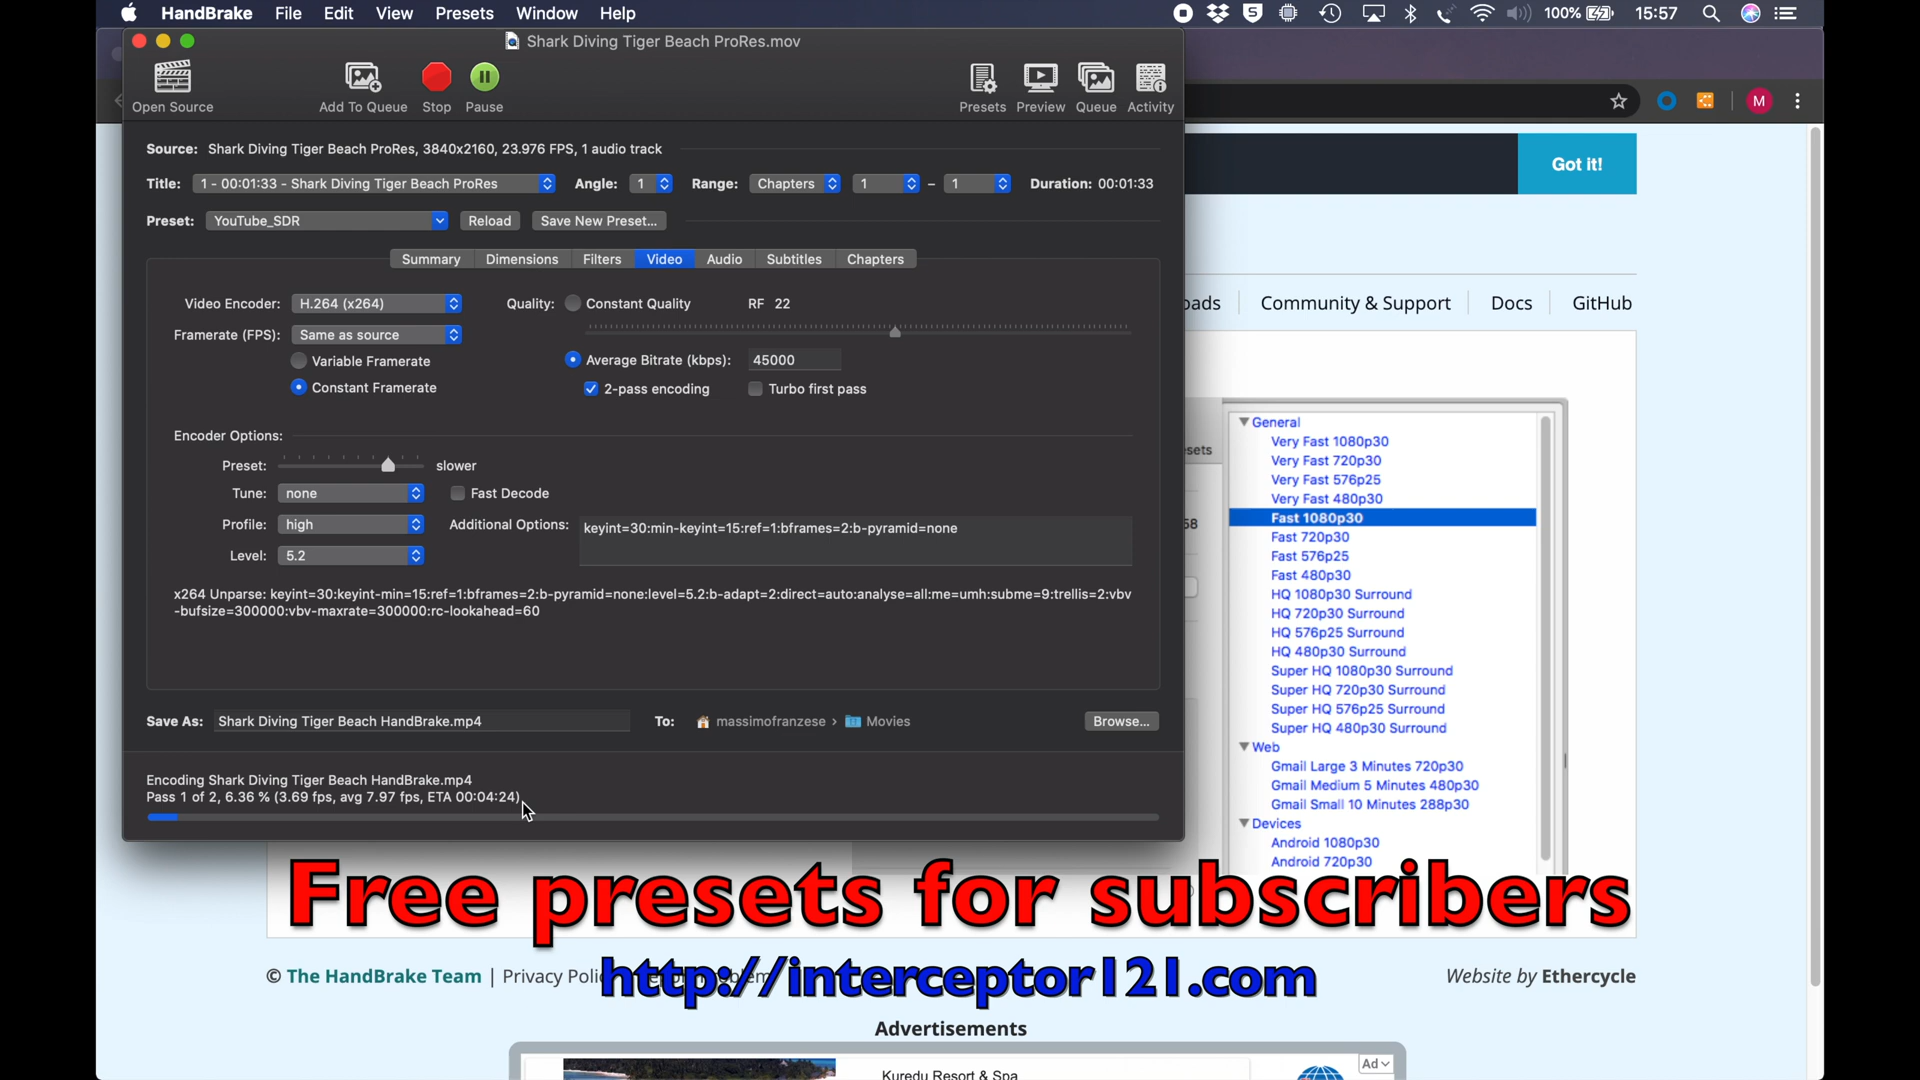 HandBrake File Edit View Presets Window Help
100% 15:57
Shark Diving Tiger Beach ProRes.mov
Open Source Add To Queue Stop Pause Presets Preview Queue Activity
M
Source: Shark Diving Tiger Beach ProRes, 3840x2160, 23.976 FPS, 1 audio track
Got it!
Title: 1 - 00:01:33 - Shark Diving Tiger Beach ProRes Angle: 1 Range: Chapters 1 – 1 Duration: 00:01:33
Preset: YouTube_SDR Reload Save New Preset...
Summary Dimensions Filters Video Audio Subtitles Chapters
Video Encoder: H.264 (x264) Quality: Constant Quality RF 22
Community & Support Docs GitHub
Framerate (FPS): Same as source
Variable Framerate Average Bitrate (kbps): 45000
Constant Framerate 2-pass encoding Turbo first pass
Encoder Options:
Preset: slower
Tune: none Fast Decode
Profile: high Additional Options: keyint=30:min-keyint=15:ref=1:bframes=2:b-pyramid=none
Level: 5.2
x264 Unparse: keyint=30:keyint-min=15:ref=1:bframes=2:b-pyramid=none:level=5.2:b-adapt=2:direct=auto:analyse=all:me=umh:subme=9:trellis=2:vbv
-bufsize=300000:vbv-maxrate=300000:rc-lookahead=60
Save As: Shark Diving Tiger Beach HandBrake.mp4 To: massimofranzese › Movies Browse...
Encoding Shark Diving Tiger Beach HandBrake.mp4
Pass 1 of 2, 6.36 % (3.69 fps, avg 7.97 fps, ETA 00:04:24)
General
Very Fast 1080p30
Very Fast 720p30
Very Fast 576p25
Very Fast 480p30
Fast 1080p30
Fast 720p30
Fast 576p25
Fast 480p30
HQ 1080p30 Surround
HQ 720p30 Surround
HQ 576p25 Surround
HQ 480p30 Surround
Super HQ 1080p30 Surround
Super HQ 720p30 Surround
Super HQ 576p25 Surround
Super HQ 480p30 Surround
Web
Gmail Large 3 Minutes 720p30
Gmail Medium 5 Minutes 480p30
Gmail Small 10 Minutes 288p30
Devices
Android 1080p30
Android 720p30
Free presets for subscribers
http://interceptor121.com
© The HandBrake Team | Privacy Website by Ethercycle
Advertisements
Ad
Kuredu Resort & Spa